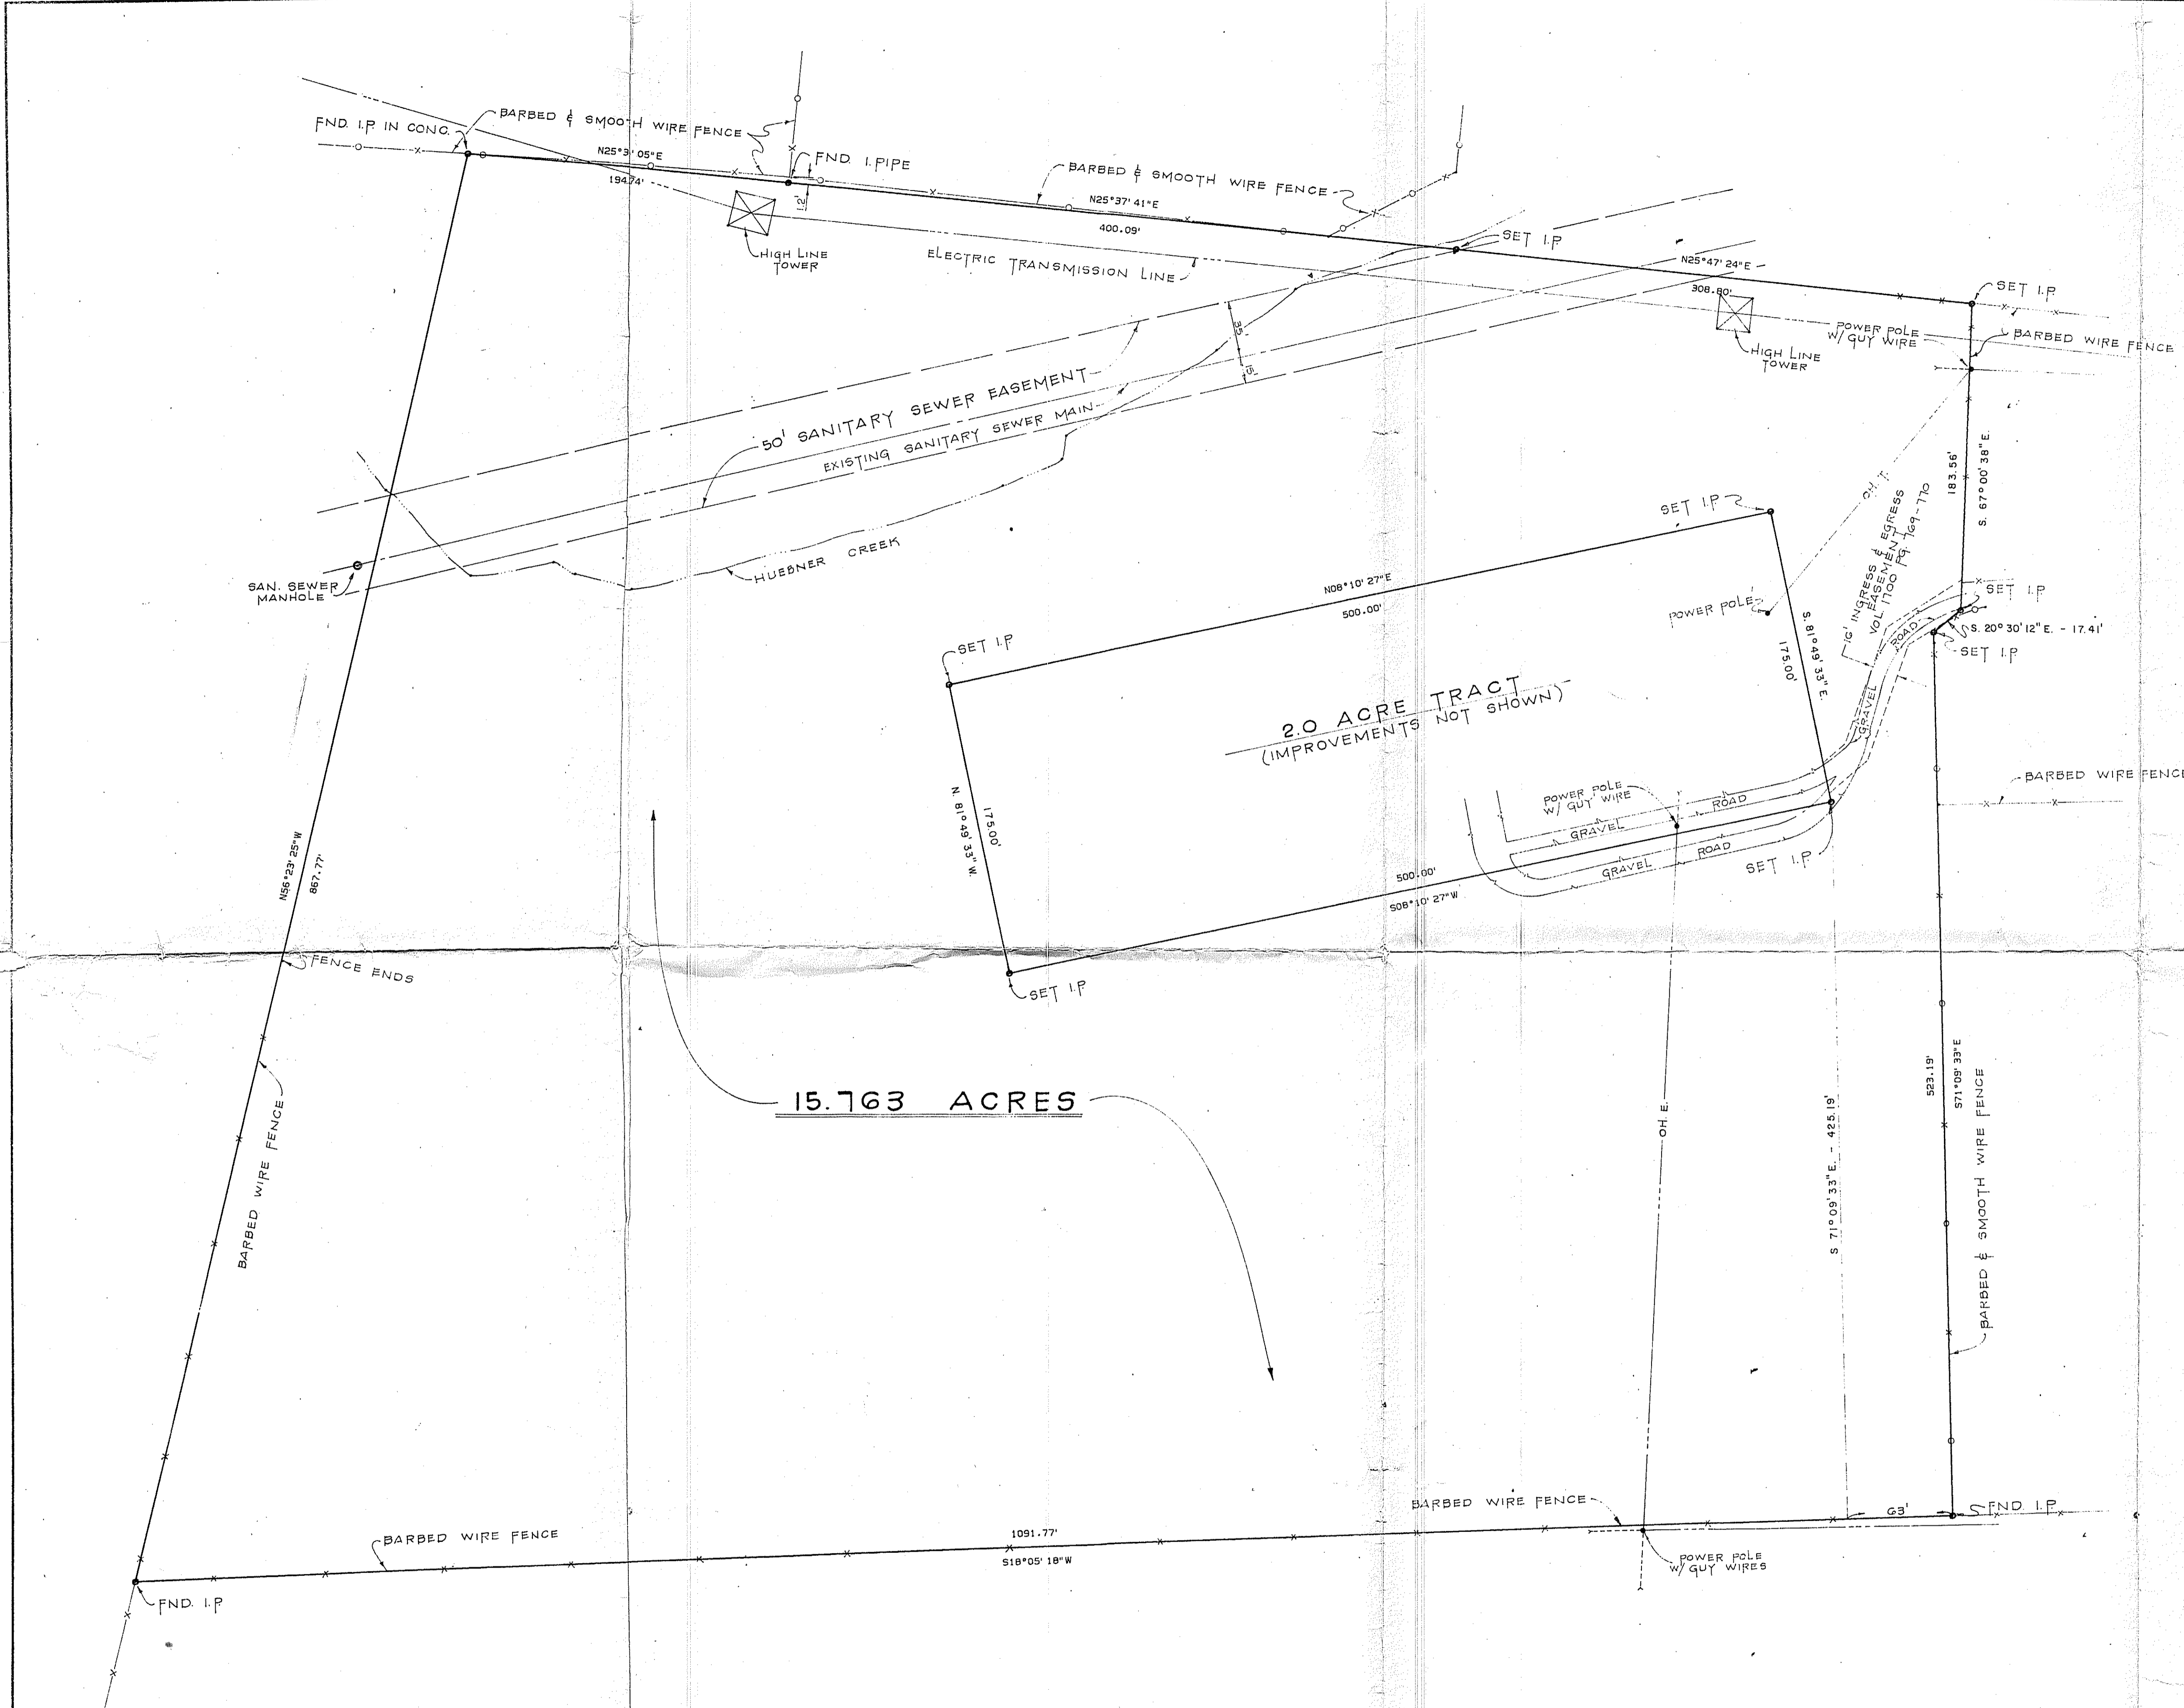 FND. I.P. IN CONC.
BARBED & SMOOTH WIRE FENCE
194.74'
FND. I. PIPE
1.2'
HIGH LINE
TOWER
BARBED & SMOOTH WIRE FENCE
N25°37'41"E
400.09'
ELECTRIC TRANSMISSION LINE
SET I.P.
N25°47'24"E
308.80'
SET I.P.
POWER POLE
W/ GUY WIRE
BARBED WIRE FENCE
HIGH LINE
TOWER
35'
15'
50' SANITARY SEWER EASEMENT
EXISTING SANITARY SEWER MAIN
HUEBNER CREEK
SAN. SEWER
MANHOLE
183.56'
S. 67°00'38"E.
OH.T.
16' INGRESS & EGRESS
EASEMENT
VOL. 1700 PG. 769-770
SET I.P.
N08°10'27"E
500.00'
POWER POLE
S. 81°49'33"E.
175.00'
SET I.P.
S. 20°30'12"E. - 17.41'
SET I.P.
ROAD
GRAVEL
SET I.P.
2.0 ACRE TRACT
(IMPROVEMENTS NOT SHOWN)
N. 81°49'33"W.
175.00'
POWER POLE
W/ GUY WIRE
GRAVEL ROAD
GRAVEL ROAD
SET I.P.
500.00'
S08°10'27"W
SET I.P.
BARBED WIRE FENCE
N56°23'25"W
867.77'
FENCE ENDS
BARBED WIRE FENCE
15.763 ACRES
OH.E.
S 71°09'33"E. - 425.19'
523.19'
S71°09'33"E
BARBED & SMOOTH WIRE FENCE
BARBED WIRE FENCE
63'
FND. I.P.
BARBED WIRE FENCE
1091.77'
S18°05'18"W
POWER POLE
W/ GUY WIRES
FND. I.P.